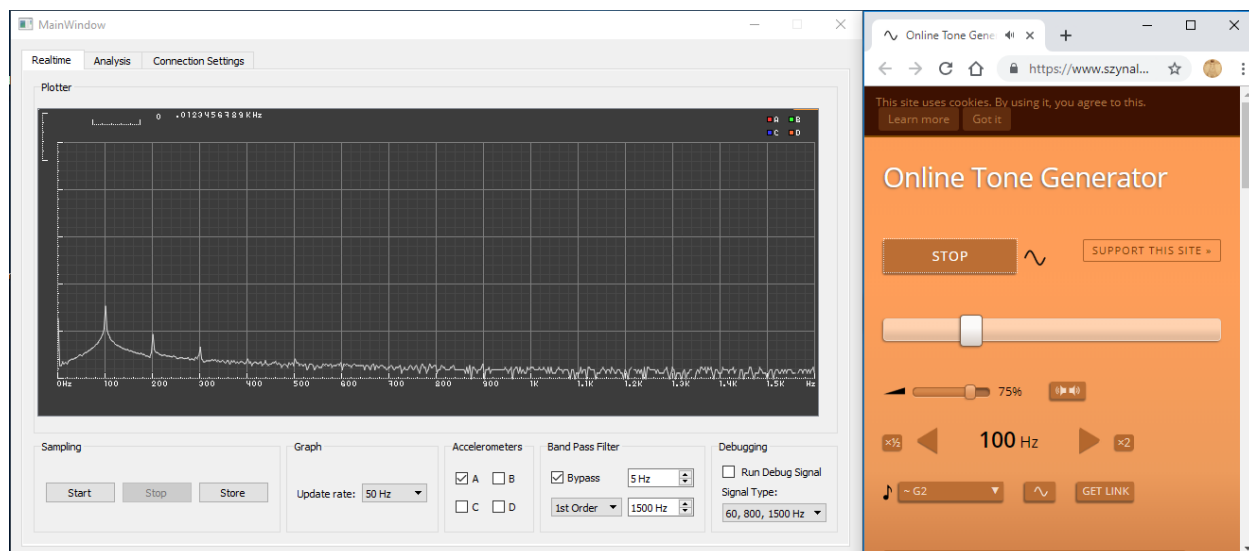 MainWindow
Realtime Analysis Connection Settings
Plotter
0 .0123456789KHz
A B
C D
0Hz 100 200 300 400 500 600 700 800 900 1K 1.1K 1.2K 1.3K 1.4K 1.5K Hz
Sampling
Start Stop Store
Graph
Update rate: 50 Hz
Accelerometers
A B
C D
Band Pass Filter
Bypass 5 Hz
1st Order 1500 Hz
Debugging
Run Debug Signal
Signal Type:
60, 800, 1500 Hz
Online Tone Gene
https://www.szynal...
This site uses cookies. By using it, you agree to this.
Learn more Got it
Online Tone Generator
STOP
SUPPORT THIS SITE »
75%
×½ 100 Hz ×2
~ G2 GET LINK